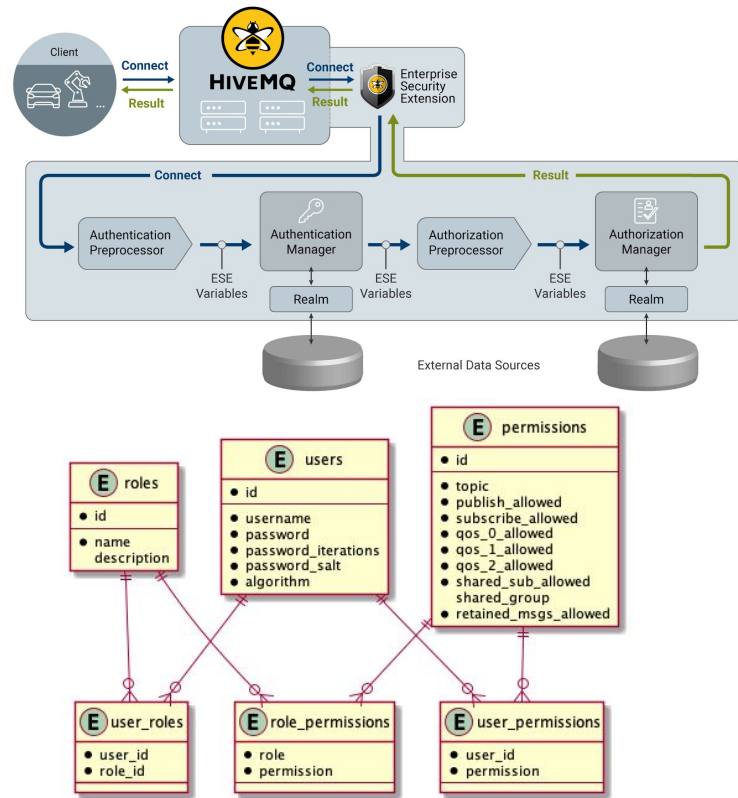 Client
Connect
Result
...
HIVEMQ
Connect
Result
Enterprise
Security
Extension
Connect
Result
Authentication
Preprocessor
ESE
Variables
Authentication
Manager
Realm
ESE
Variables
Authorization
Preprocessor
ESE
Variables
Authorization
Manager
Realm
External Data Sources
E roles
id
name
description
E users
id
username
password
password_iterations
password_salt
algorithm
E permissions
id
topic
publish_allowed
subscribe_allowed
qos_0_allowed
qos_1_allowed
qos_2_allowed
shared_sub_allowed
shared_group
retained_msgs_allowed
E user_roles
user_id
role_id
E role_permissions
role
permission
E user_permissions
user_id
permission